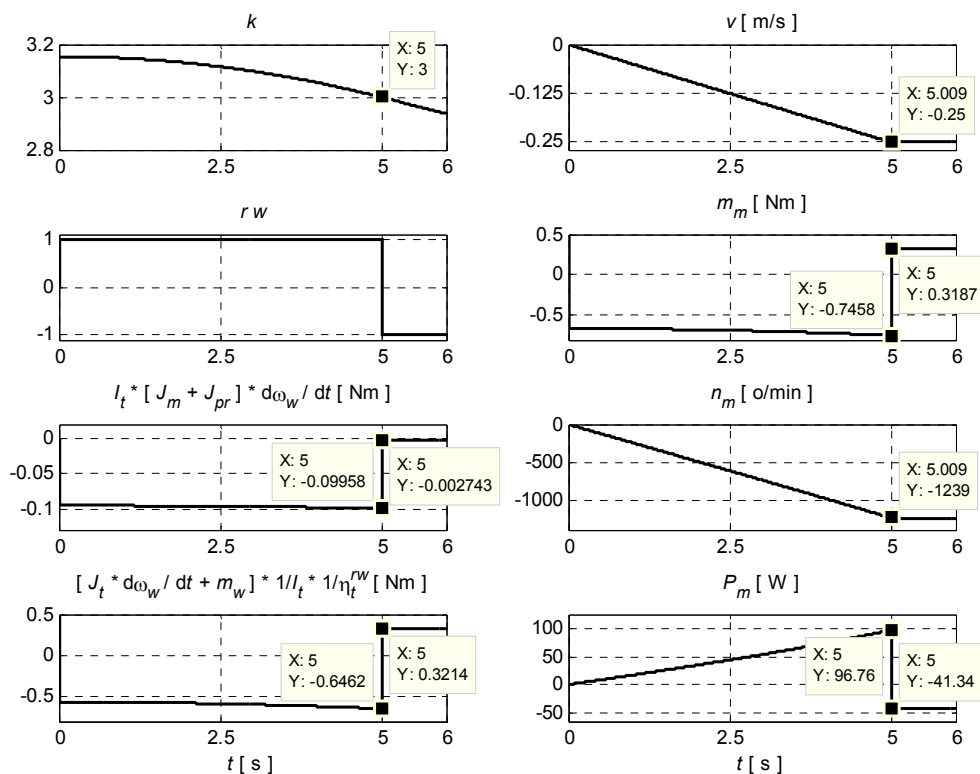 k
3.2
3
2.8
0
2.5
5
6
X: 5
Y: 3
v [ m/s ]
0
-0.125
-0.25
0
2.5
5
6
X: 5.009
Y: -0.25
r w
1
0
-1
0
2.5
5
6
m_m [ Nm ]
0.5
0
-0.5
0
2.5
5
6
X: 5
Y: -0.7458
X: 5
Y: 0.3187
I_t * [ J_m + J_pr ] * dω_w / dt [ Nm ]
0
-0.05
-0.1
0
2.5
5
6
X: 5
Y: -0.09958
X: 5
Y: -0.002743
n_m [ o/min ]
0
-500
-1000
0
2.5
5
6
X: 5.009
Y: -1239
[ J_t * dω_w / dt + m_w ] * 1/I_t * 1/η_t^rw [ Nm ]
0.5
0
-0.5
0
2.5
5
6
X: 5
Y: -0.6462
X: 5
Y: 0.3214
t [ s ]
P_m [ W ]
100
50
0
-50
0
2.5
5
6
X: 5
Y: 96.76
X: 5
Y: -41.34
t [ s ]